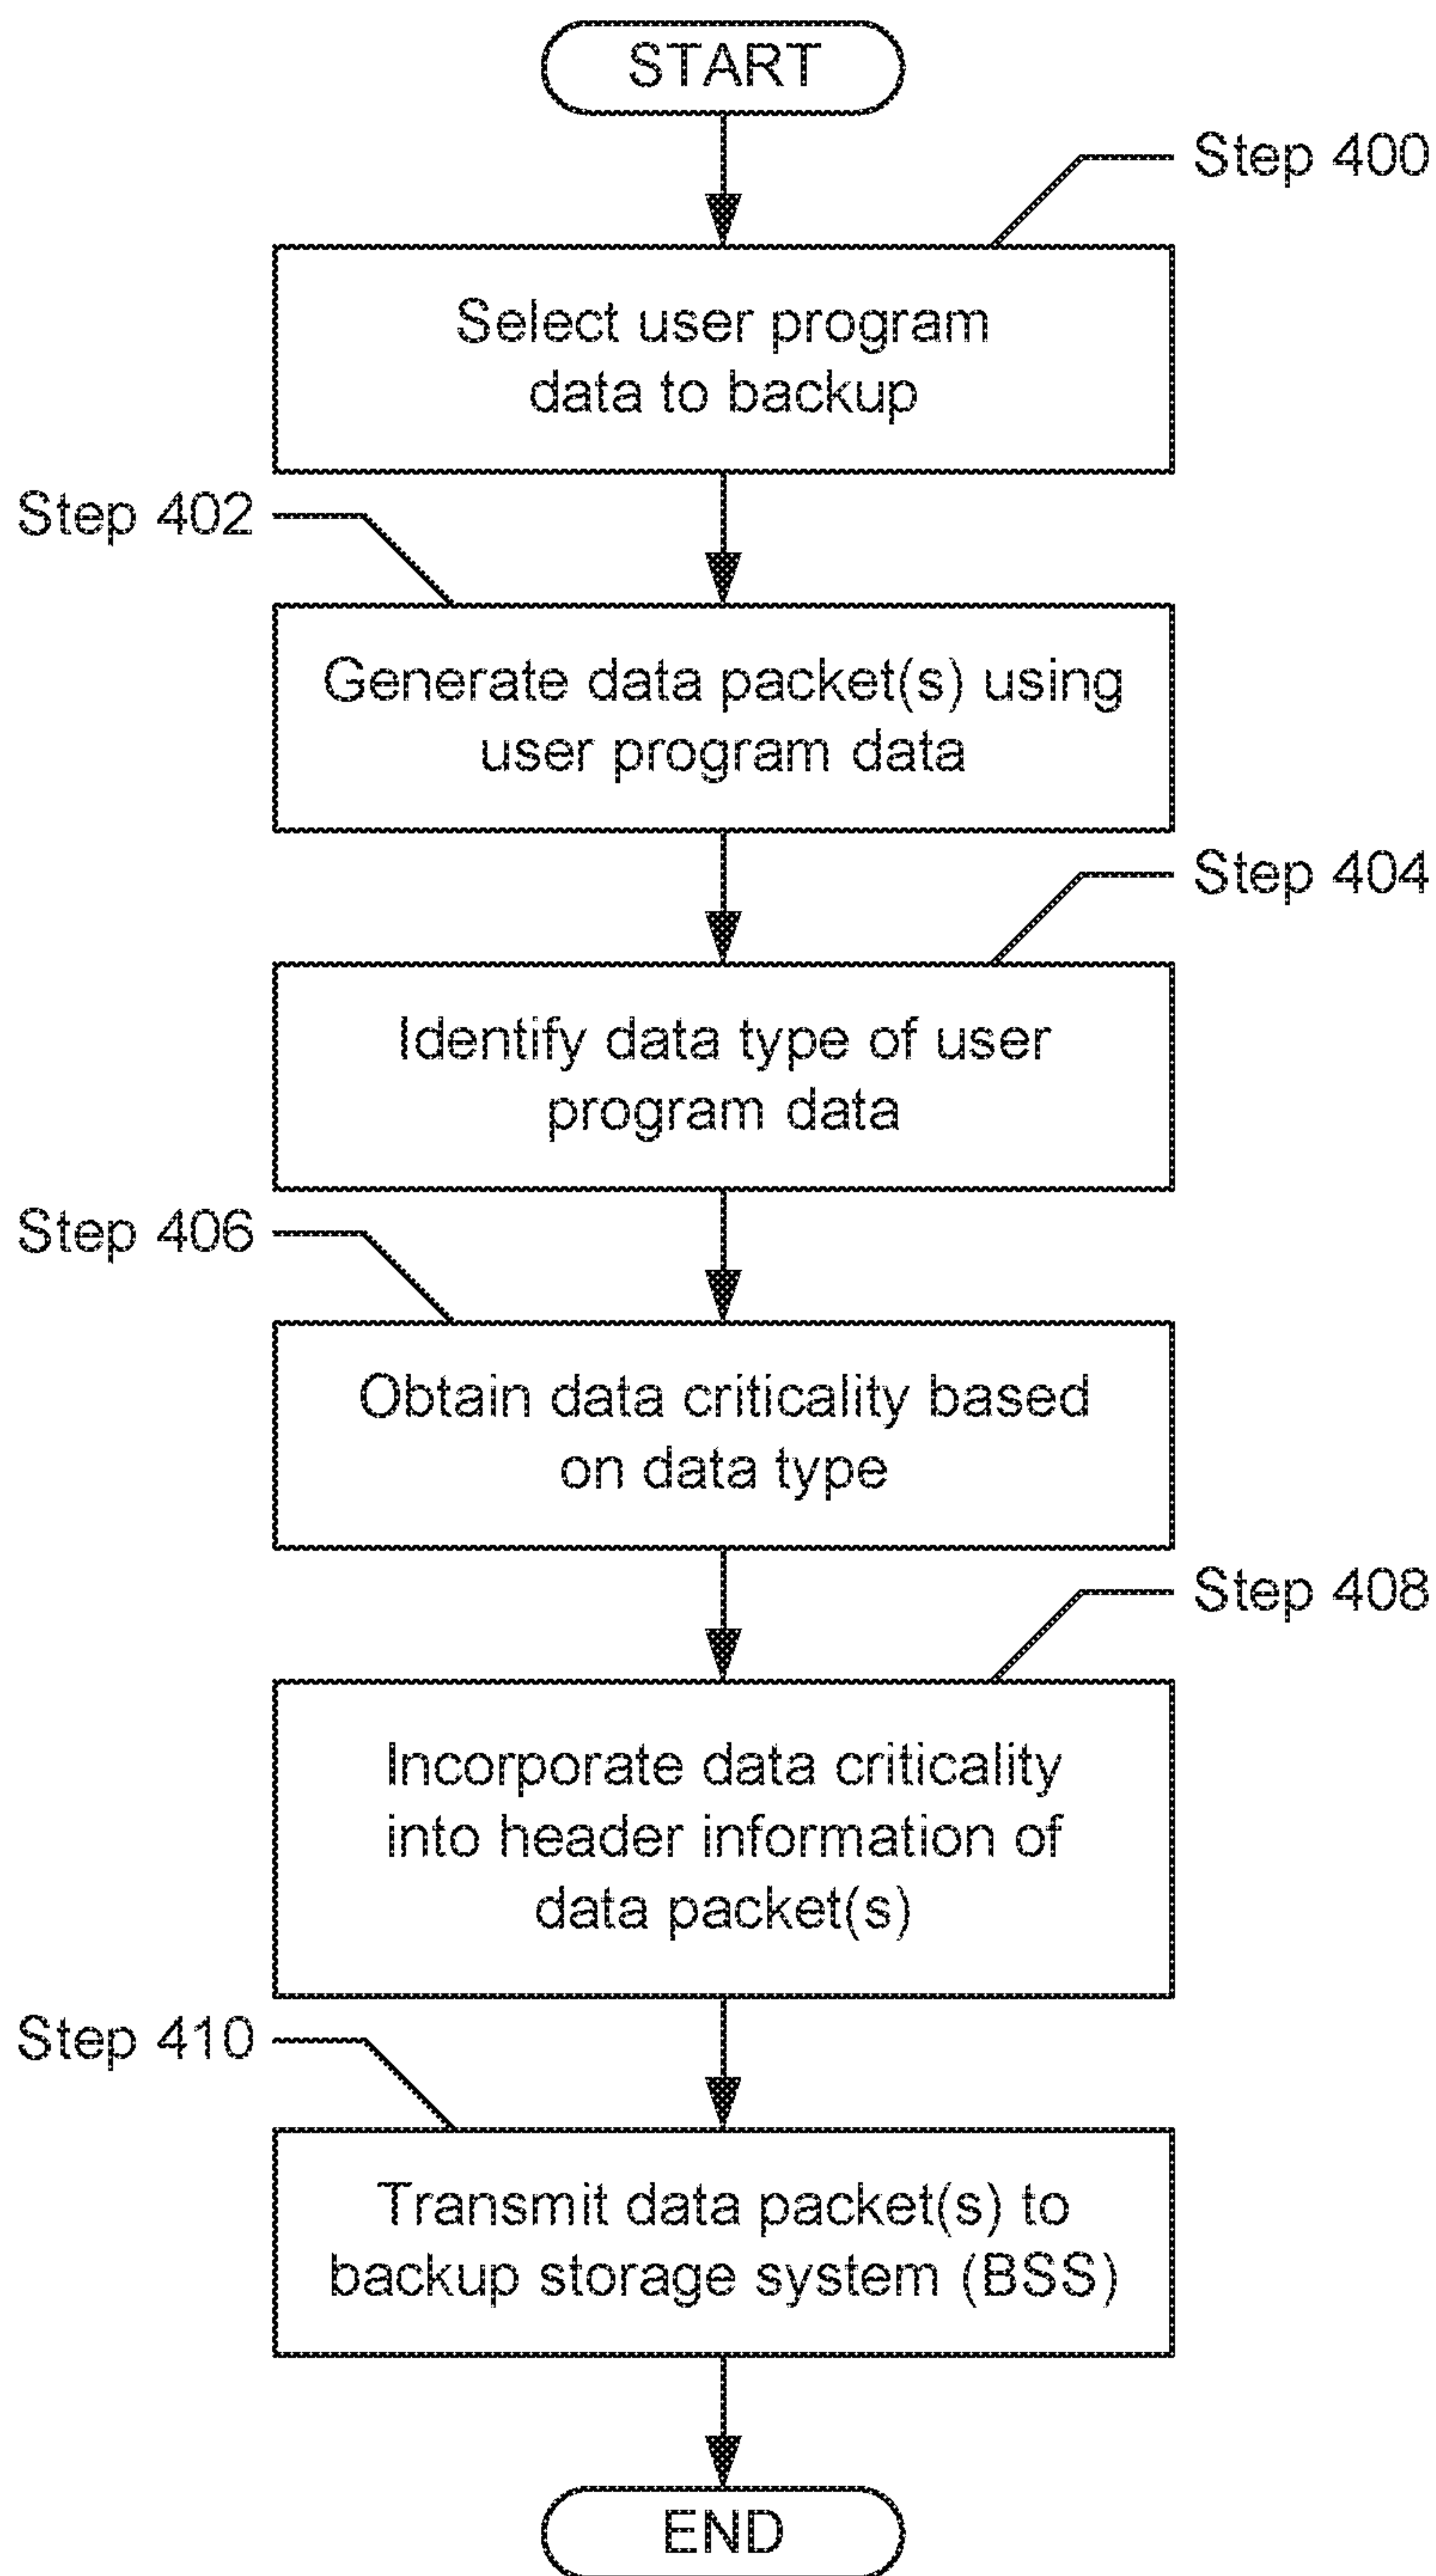 START
Step 400
Select user program
data to backup
Step 402
Generate data packet(s) using
user program data
Step 404
Identify data type of user
program data
Step 406
Obtain data criticality based
on data type
Step 408
Incorporate data criticality
into header information of
data packet(s)
Step 410
Transmit data packet(s) to
backup storage system (BSS)
END